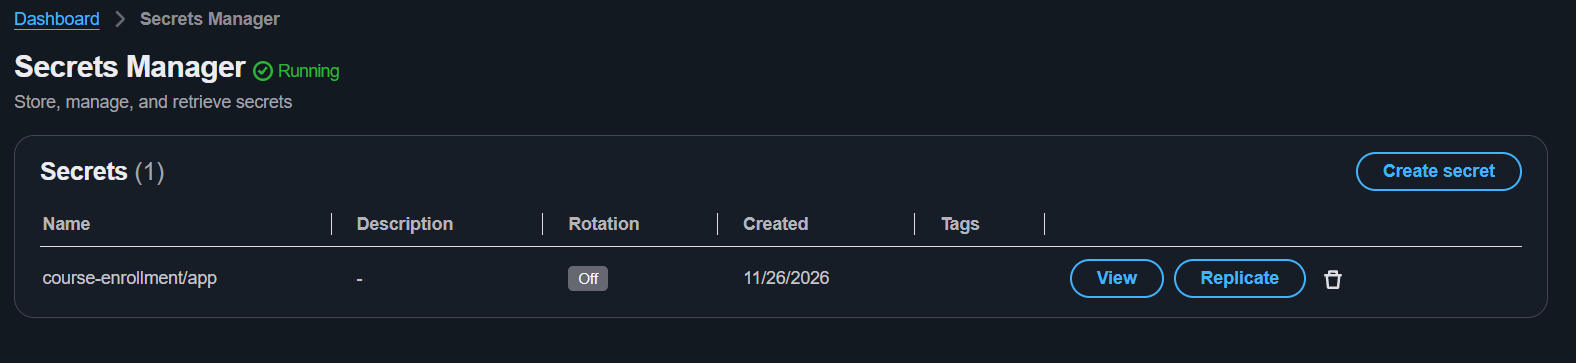 Dashboard > Secrets Manager
Secrets Manager Running
Store, manage, and retrieve secrets
Secrets (1) Create secret
Name Description Rotation Created Tags
course-enrollment/app - Off 11/26/2026 View Replicate